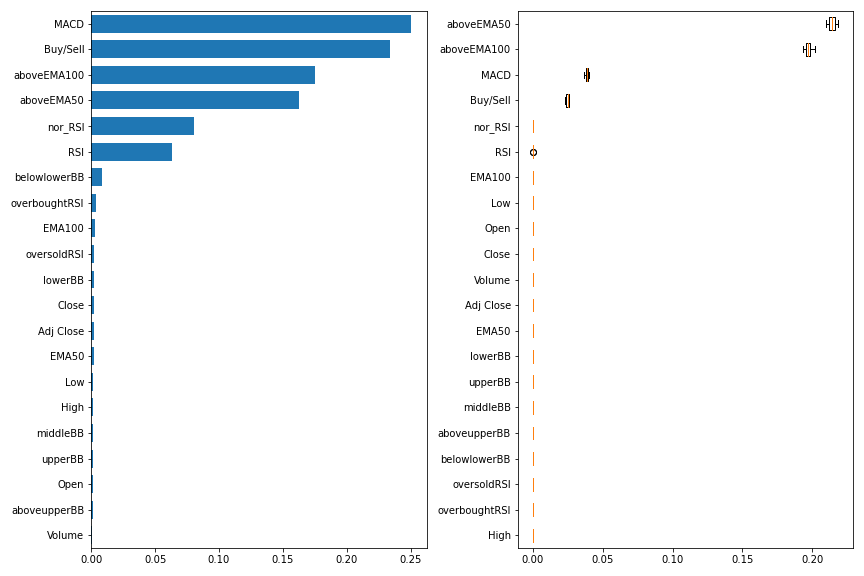 MACD
Buy/Sell
aboveEMA100
aboveEMA50
nor_RSI
RSI
belowlowerBB
overboughtRSI
EMA100
oversoldRSI
lowerBB
Close
Adj Close
EMA50
Low
High
middleBB
upperBB
Open
aboveupperBB
Volume
0.00 0.05 0.10 0.15 0.20 0.25
aboveEMA50
aboveEMA100
MACD
Buy/Sell
nor_RSI
RSI
EMA100
Low
Open
Close
Volume
Adj Close
EMA50
lowerBB
upperBB
middleBB
aboveupperBB
belowlowerBB
oversoldRSI
overboughtRSI
High
0.00 0.05 0.10 0.15 0.20